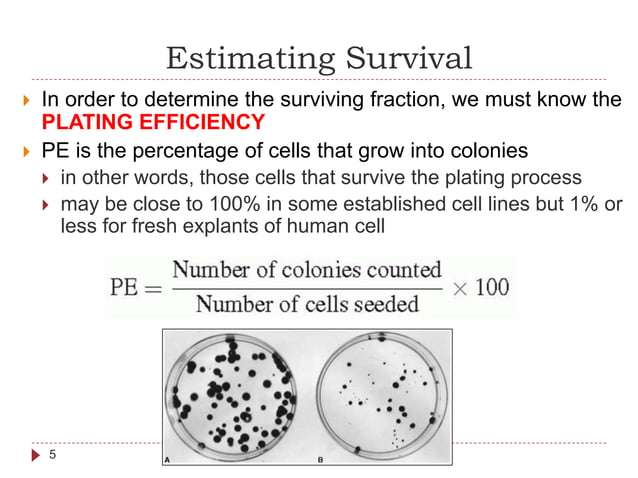 Estimating Survival
In order to determine the surviving fraction, we must know the
PLATING EFFICIENCY
PE is the percentage of cells that grow into colonies
in other words, those cells that survive the plating process
may be close to 100% in some established cell lines but 1% or
less for fresh explants of human cell
PE = Number of colonies counted / Number of cells seeded × 100
A B
5